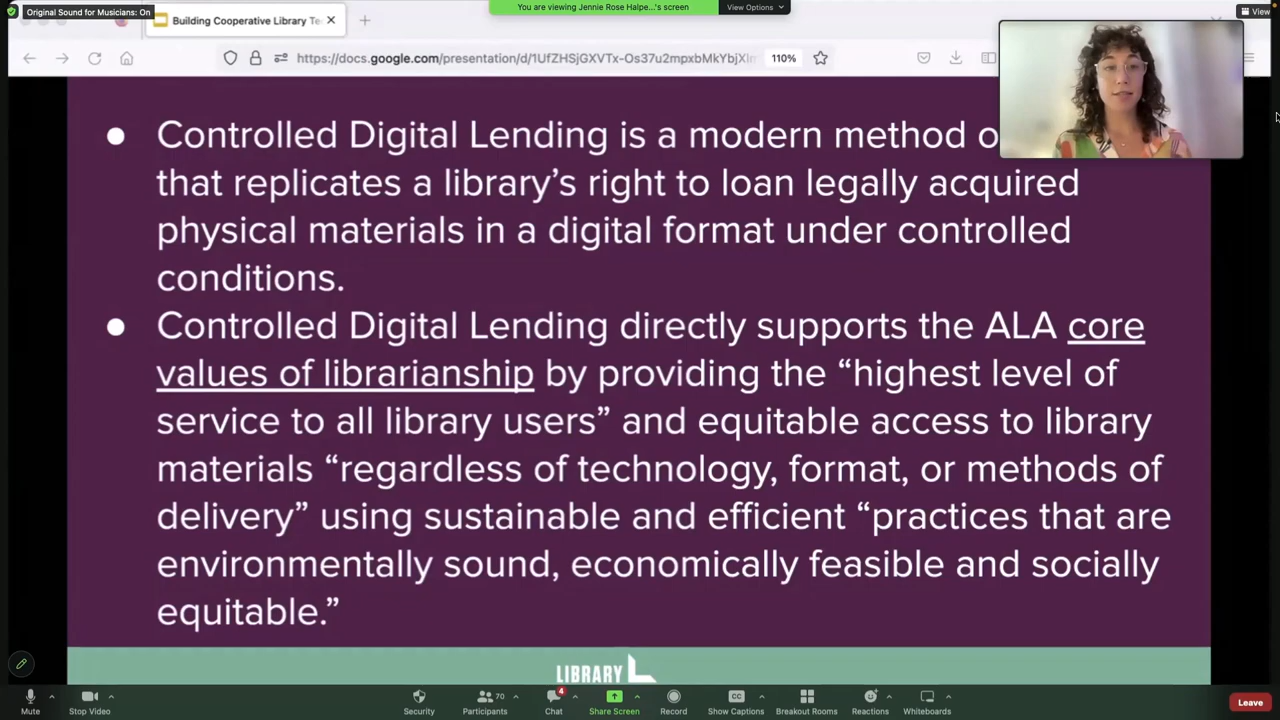 Original Sound for Musicians: On
You are viewing Jennie Rose Halpe...'s screen
View Options
View
Building Cooperative Library Te
https://docs.google.com/presentation/d/1UfZHSjGXVTx-Os37u2mpxbMkYbjXl
110%
Controlled Digital Lending is a modern method
that replicates a library’s right to loan legally acquired
physical materials in a digital format under controlled
conditions.
Controlled Digital Lending directly supports the ALA core
values of librarianship by providing the “highest level of
service to all library users” and equitable access to library
materials “regardless of technology, format, or methods of
delivery” using sustainable and efficient “practices that are
environmentally sound, economically feasible and socially
equitable.”
LIBRARY
Mute
Stop Video
Security
70
Participants
4
Chat
Share Screen
Record
CC
Show Captions
Breakout Rooms
Reactions
Whiteboards
Leave